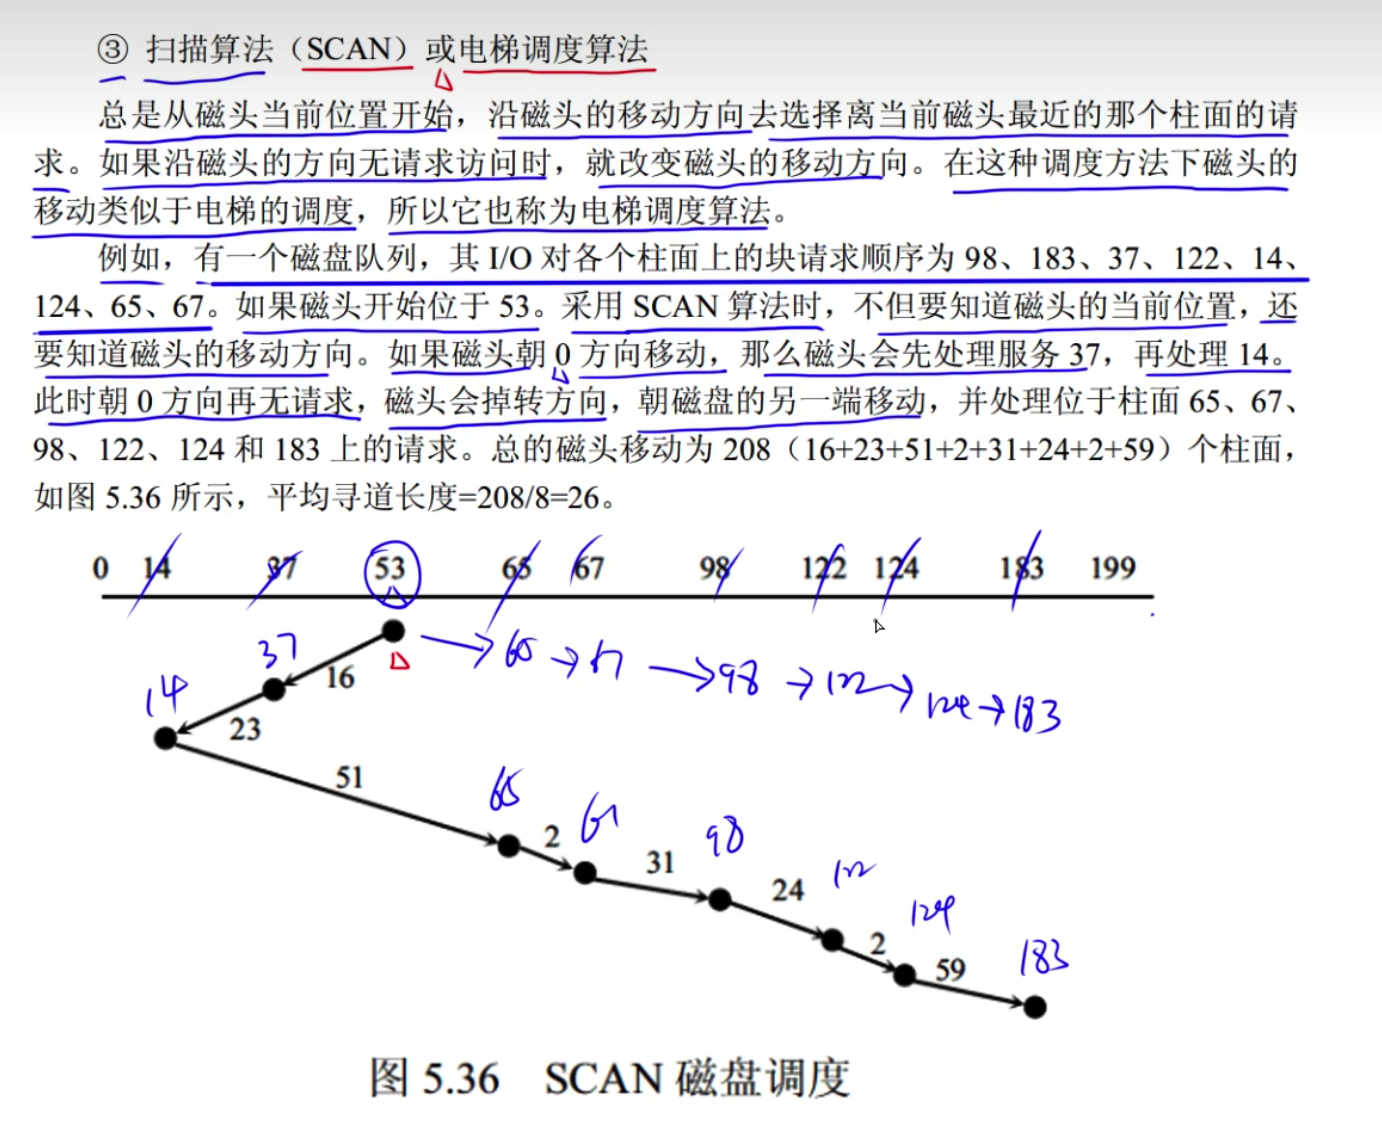 ③ 扫描算法（SCAN）或电梯调度算法
总是从磁头当前位置开始，沿磁头的移动方向去选择离当前磁头最近的那个柱面的请
求。如果沿磁头的方向无请求访问时，就改变磁头的移动方向。在这种调度方法下磁头的
移动类似于电梯的调度，所以它也称为电梯调度算法。
例如，有一个磁盘队列，其 I/O 对各个柱面上的块请求顺序为 98、183、37、122、14、
124、65、67。如果磁头开始位于 53。采用 SCAN 算法时，不但要知道磁头的当前位置，还
要知道磁头的移动方向。如果磁头朝 0 方向移动，那么磁头会先处理服务 37，再处理 14。
此时朝 0 方向再无请求，磁头会掉转方向，朝磁盘的另一端移动，并处理位于柱面 65、67、
98、122、124 和 183 上的请求。总的磁头移动为 208（16+23+51+2+31+24+2+59）个柱面，
如图 5.36 所示，平均寻道长度=208/8=26。
0 14 37 53 65 67 98 122 124 183 199
→ 65 → 67 → 98 → 122 → 124 → 183
37
16
14
23
51
65
2
67
31
98
24
122
2
124
59
183
图 5.36 SCAN 磁盘调度